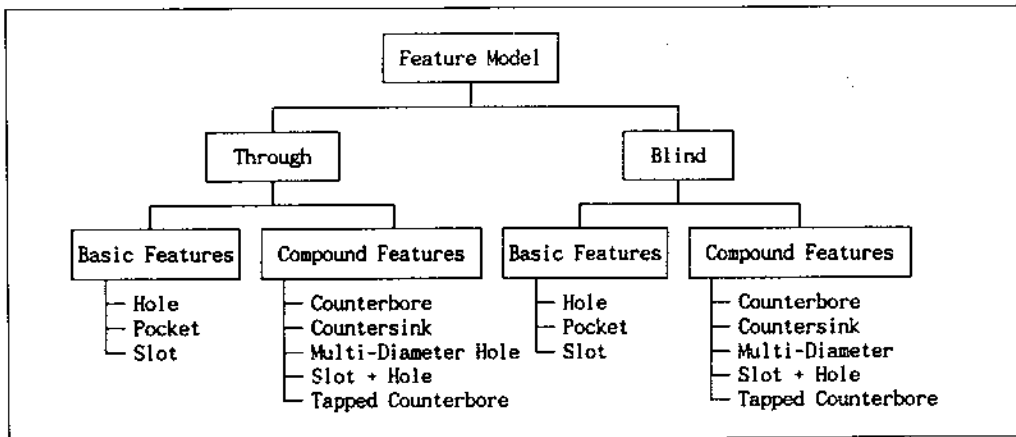 Feature Model
Through
Blind
Basic Features
Compound Features
Basic Features
Compound Features
Hole
Pocket
Slot
Counterbore
Countersink
Multi-Diameter Hole
Slot + Hole
Tapped Counterbore
Hole
Pocket
Slot
Counterbore
Countersink
Multi-Diameter
Slot + Hole
Tapped Counterbore